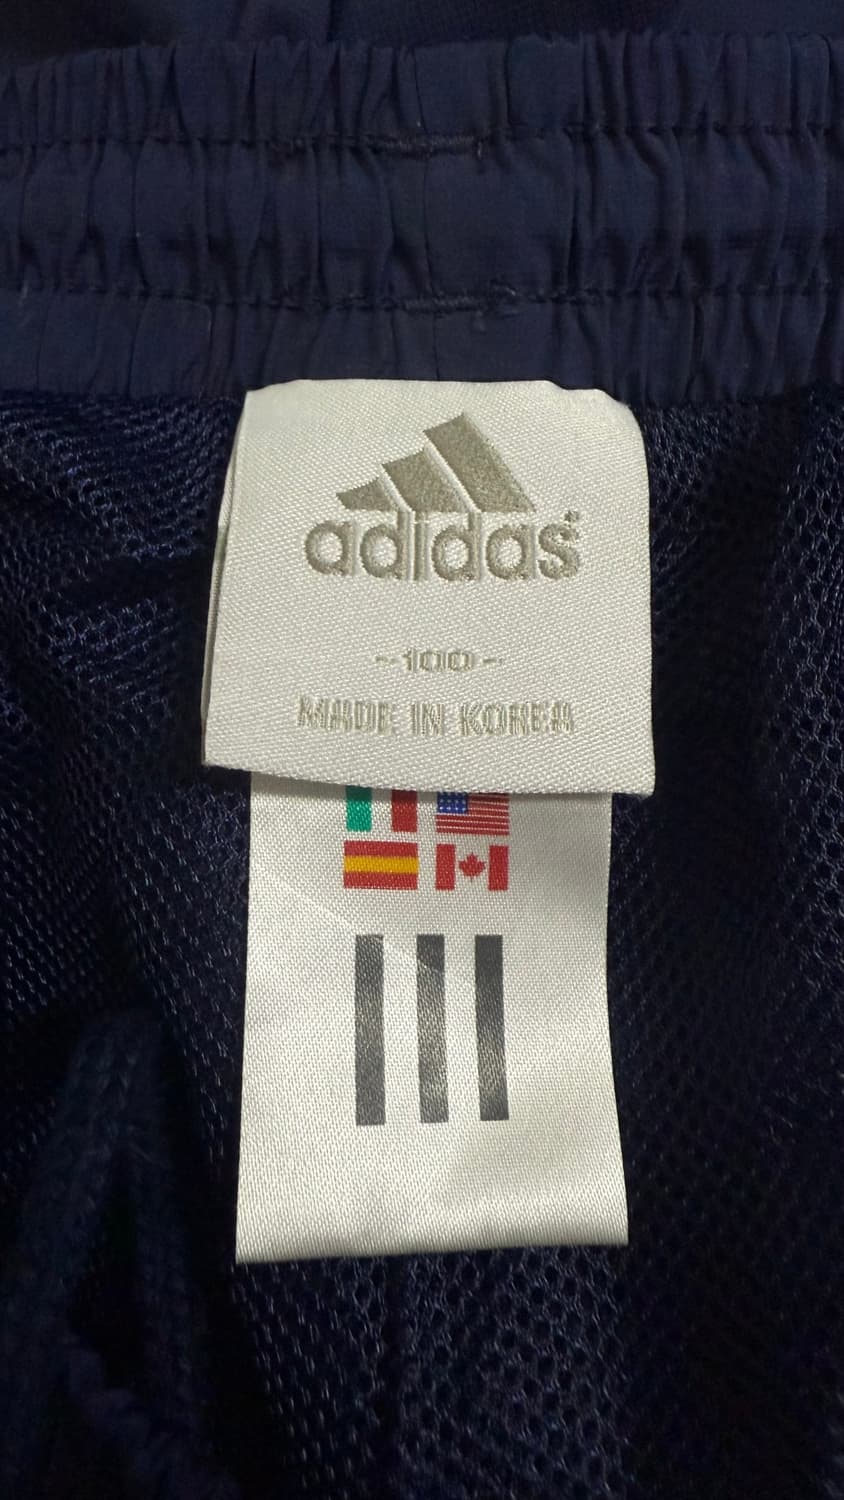 adidas®
-100-
MADE IN KOREA